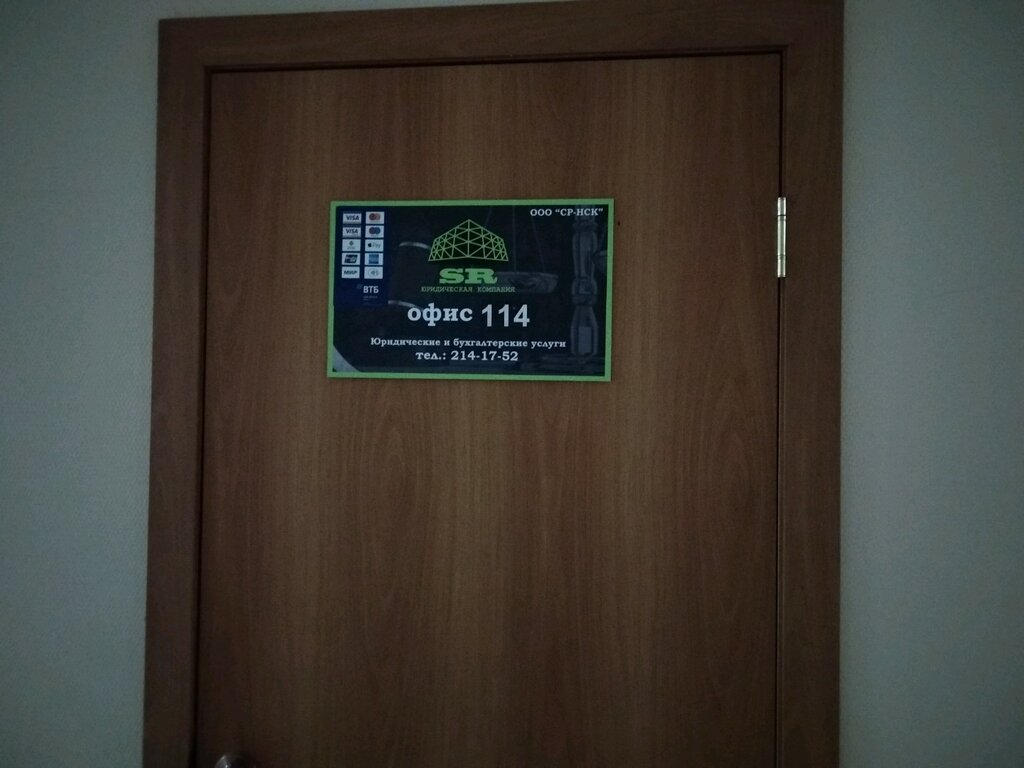 ООО "СР-НСК"
VISA
VISA
Pay
МИР
ВТБ
SR
ЮРИДИЧЕСКАЯ КОМПАНИЯ
офис 114
Юридические и бухгалтерские услуги
тел.: 214-17-52